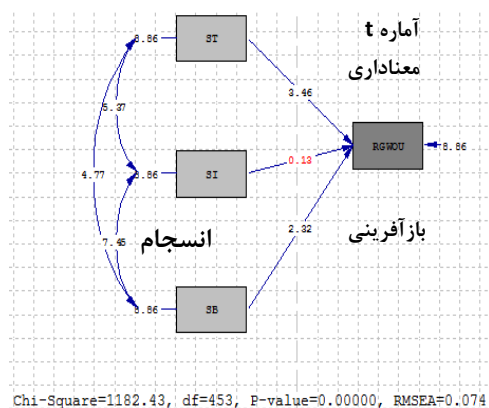 8.86
ST
آماره t
معناداری
5.37
3.46
RGWOU
8.86
4.77
8.86
SI
0.13
7.45
انسجام
2.32
بازآفرینی
8.86
SB
Chi-Square=1182.43, df=453, P-value=0.00000, RMSEA=0.074